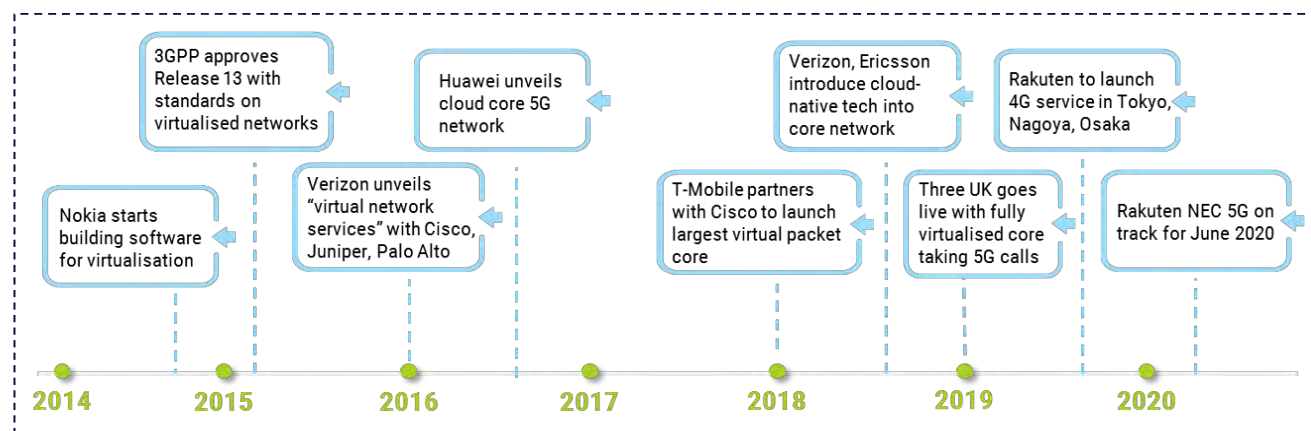 3GPP approves
Release 13 with
standards on
virtualised networks
Huawei unveils
cloud core 5G
network
Verizon, Ericsson
introduce cloud-
native tech into
core network
Rakuten to launch
4G service in Tokyo,
Nagoya, Osaka
Nokia starts
building software
for virtualisation
Verizon unveils
“virtual network
services” with Cisco,
Juniper, Palo Alto
T-Mobile partners
with Cisco to launch
largest virtual packet
core
Three UK goes
live with fully
virtualised core
taking 5G calls
Rakuten NEC 5G on
track for June 2020
2014
2015
2016
2017
2018
2019
2020